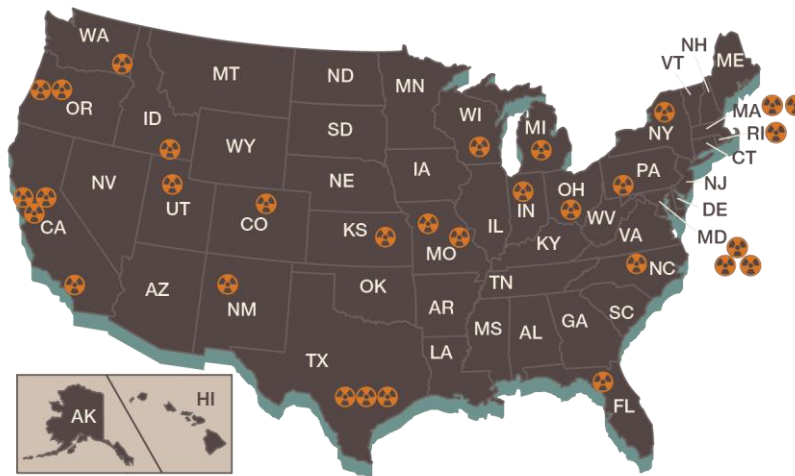 WA
MT
ND
MN
NH
VT
ME
OR
ID
WY
SD
WI
MI
NY
MA
RI
CT
NV
UT
CO
NE
IA
IL
IN
OH
PA
NJ
DE
MD
CA
KS
MO
KY
WV
VA
AZ
NM
OK
AR
TN
NC
SC
TX
LA
MS
AL
GA
FL
AK
HI